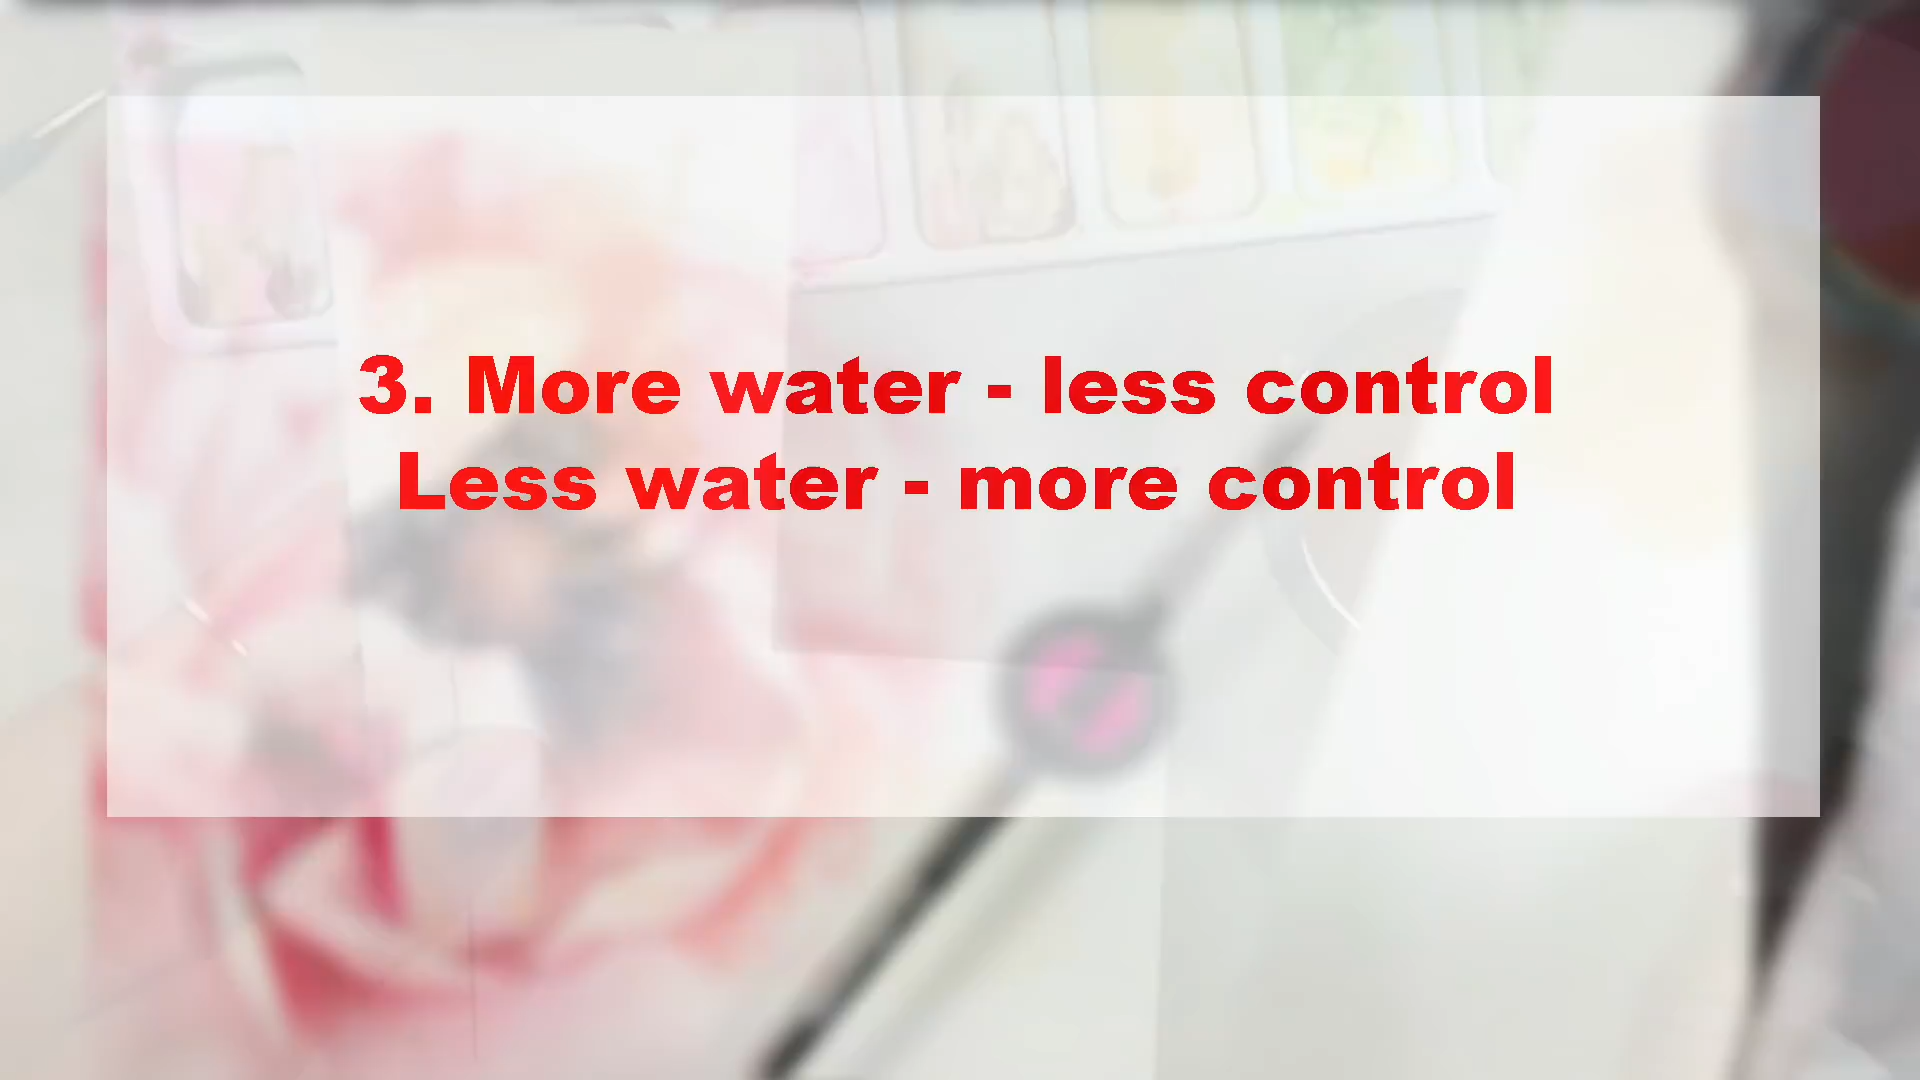 3. More water - less control
Less water - more control